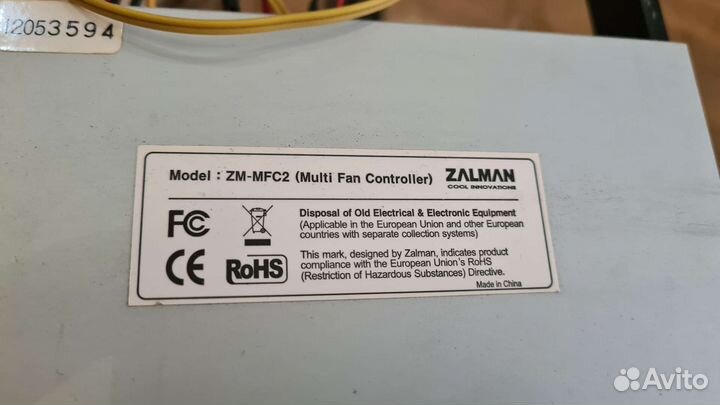 12053594
Model : ZM-MFC2 (Multi Fan Controller) ZALMAN
COOL INNOVATIONS
FC
Disposal of Old Electrical & Electronic Equipment
(Applicable in the European Union and other European
countries with separate collection systems)
CE RoHS
This mark, designed by Zalman, indicates product
compliance with the European Union's RoHS
(Restriction of Hazardous Substances) Directive.
Made in China
Avito